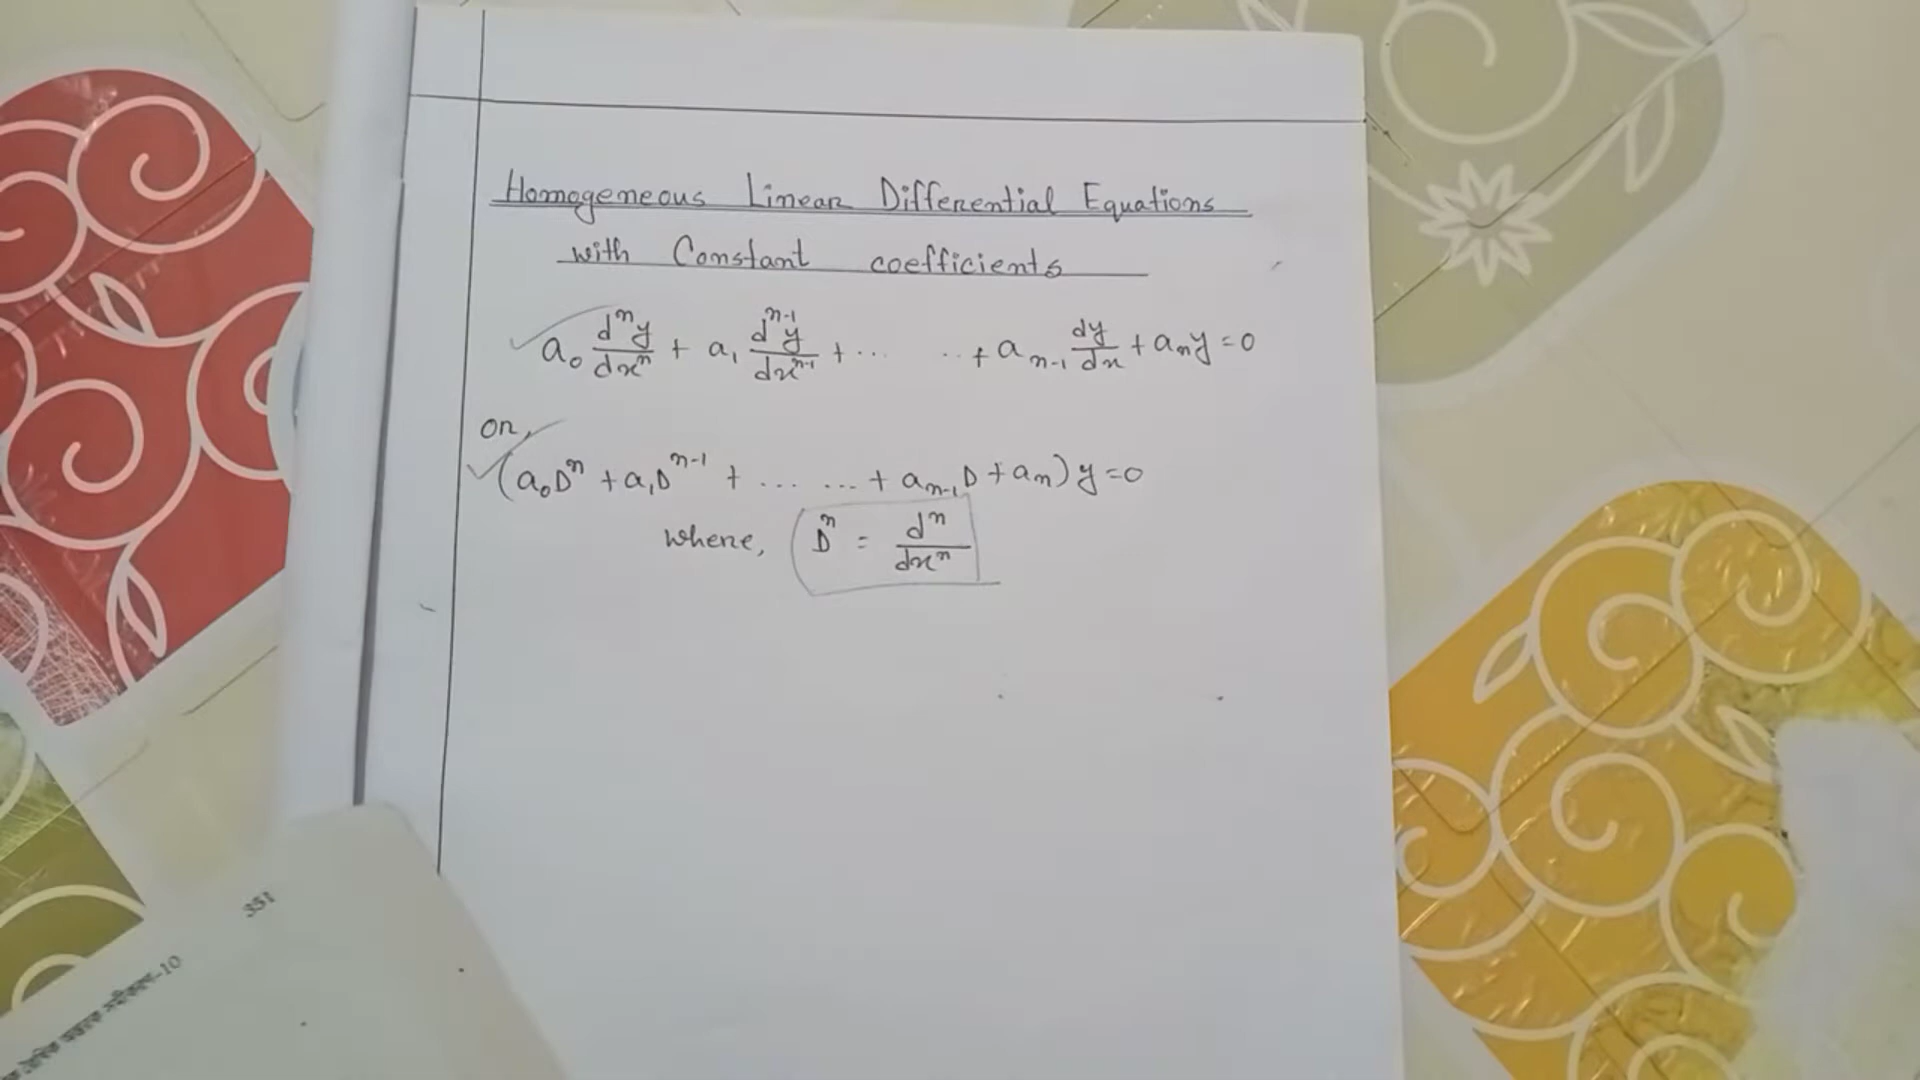 Homogeneous Linear Differential Equations
with Constant coefficients
a₀ dⁿy/dxⁿ + a₁ dⁿ⁻¹y/dxⁿ⁻¹ + ... .. + aₙ₋₁ dy/dx + aₙy = 0
or,
(a₀Dⁿ + a₁Dⁿ⁻¹ + ... ... + aₙ₋₁D + aₙ) y = 0
where, Dⁿ = dⁿ/dxⁿ
351
-10